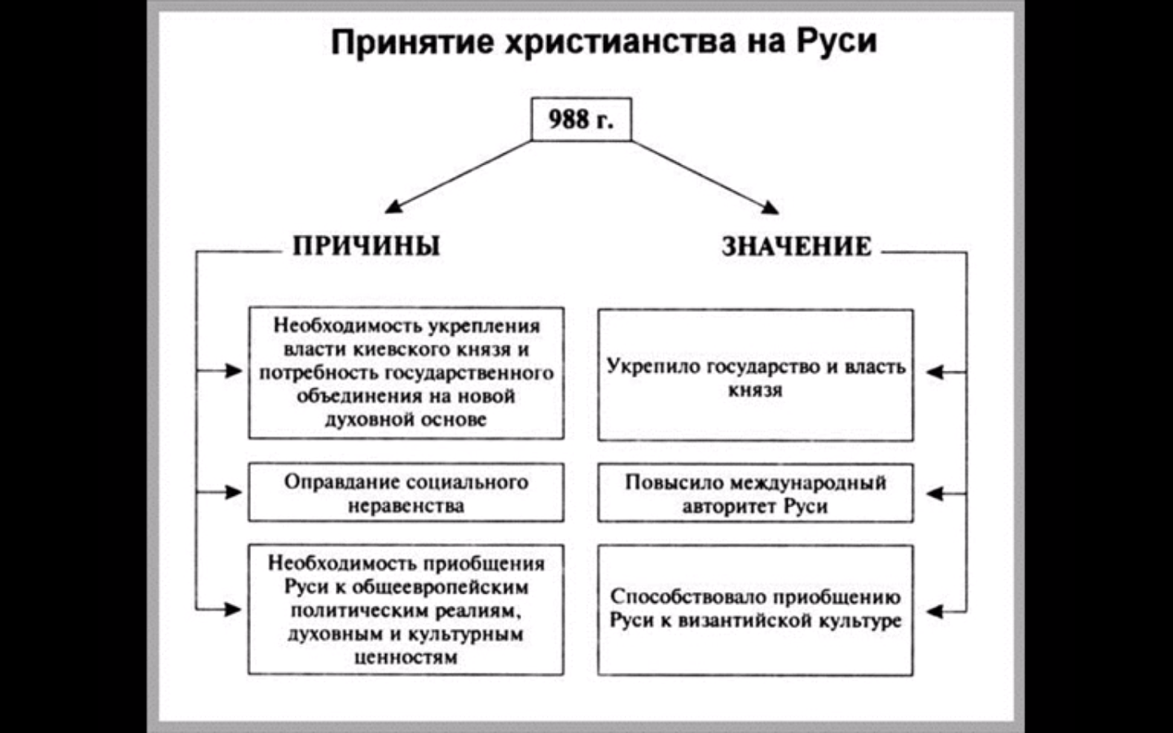 Принятие христианства на Руси
988 г.
ПРИЧИНЫ
Необходимость укрепления
власти киевского князя и
потребность государственного
объединения на новой
духовной основе
Оправдание социального
неравенства
Необходимость приобщения
Руси к общеевропейским
политическим реалиям,
духовным и культурным
ценностям
ЗНАЧЕНИЕ
Укрепило государство и власть
князя
Повысило международный
авторитет Руси
Способствовало приобщению
Руси к византийской культуре